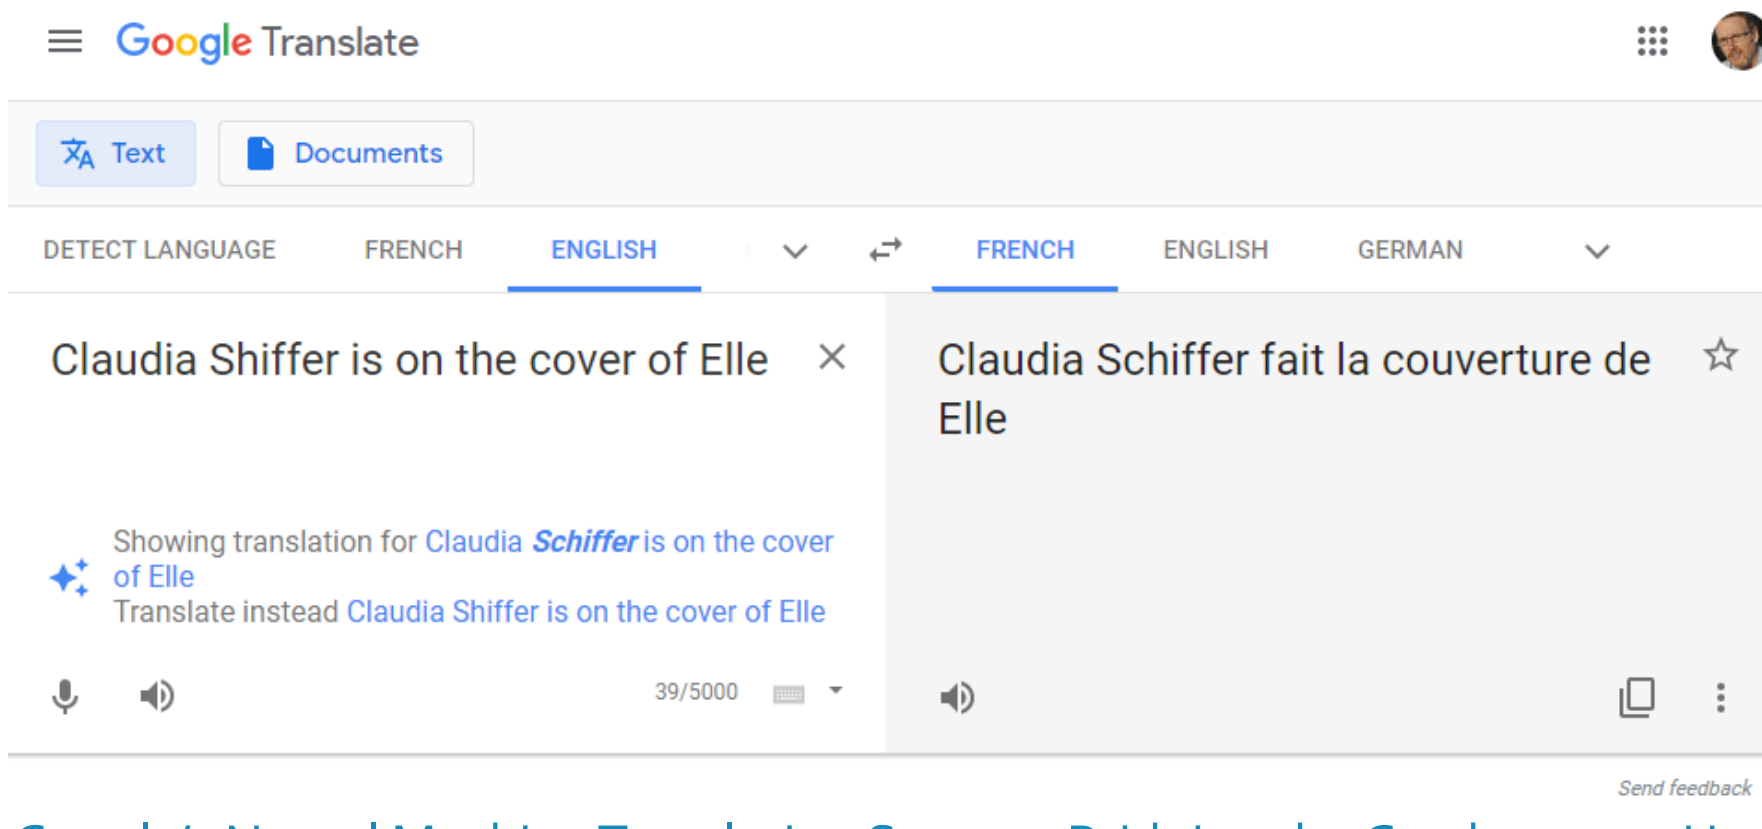 Google Translate
Text Documents
DETECT LANGUAGE FRENCH ENGLISH FRENCH ENGLISH GERMAN
Claudia Shiffer is on the cover of Elle
Claudia Schiffer fait la couverture de
Elle
Showing translation for Claudia Schiffer is on the cover
of Elle
Translate instead Claudia Shiffer is on the cover of Elle
39/5000
Send feedback